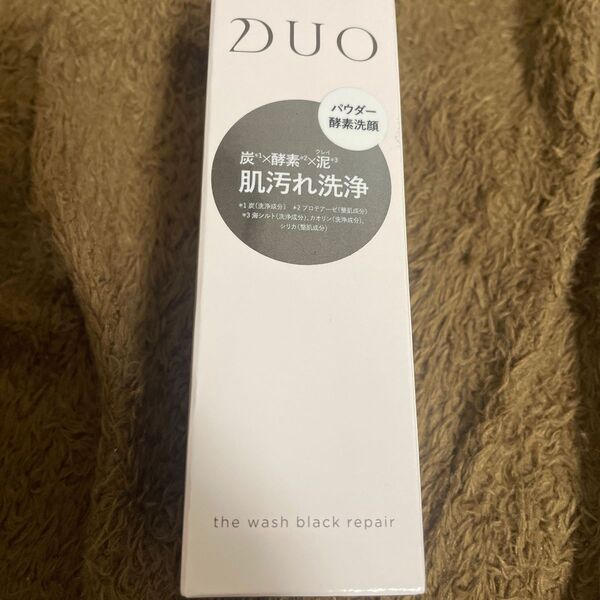 DUO
パウダー
酵素洗顔
クレイ
炭*1×酵素*2×泥*3
肌汚れ洗浄
*1 炭(洗浄成分) *2 プロテアーゼ(整肌成分)
*3 海シルト(洗浄成分)、カオリン(洗浄成分)、
シリカ(整肌成分)
the wash black repair